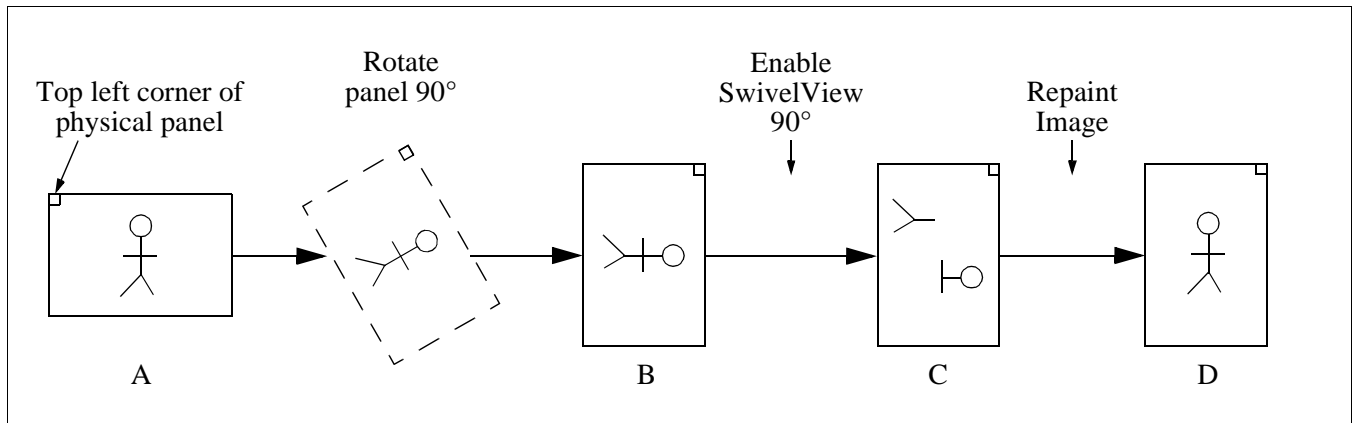 Top left corner of
physical panel
Rotate
panel 90°
Enable
SwivelView
90°
Repaint
Image
A
B
C
D